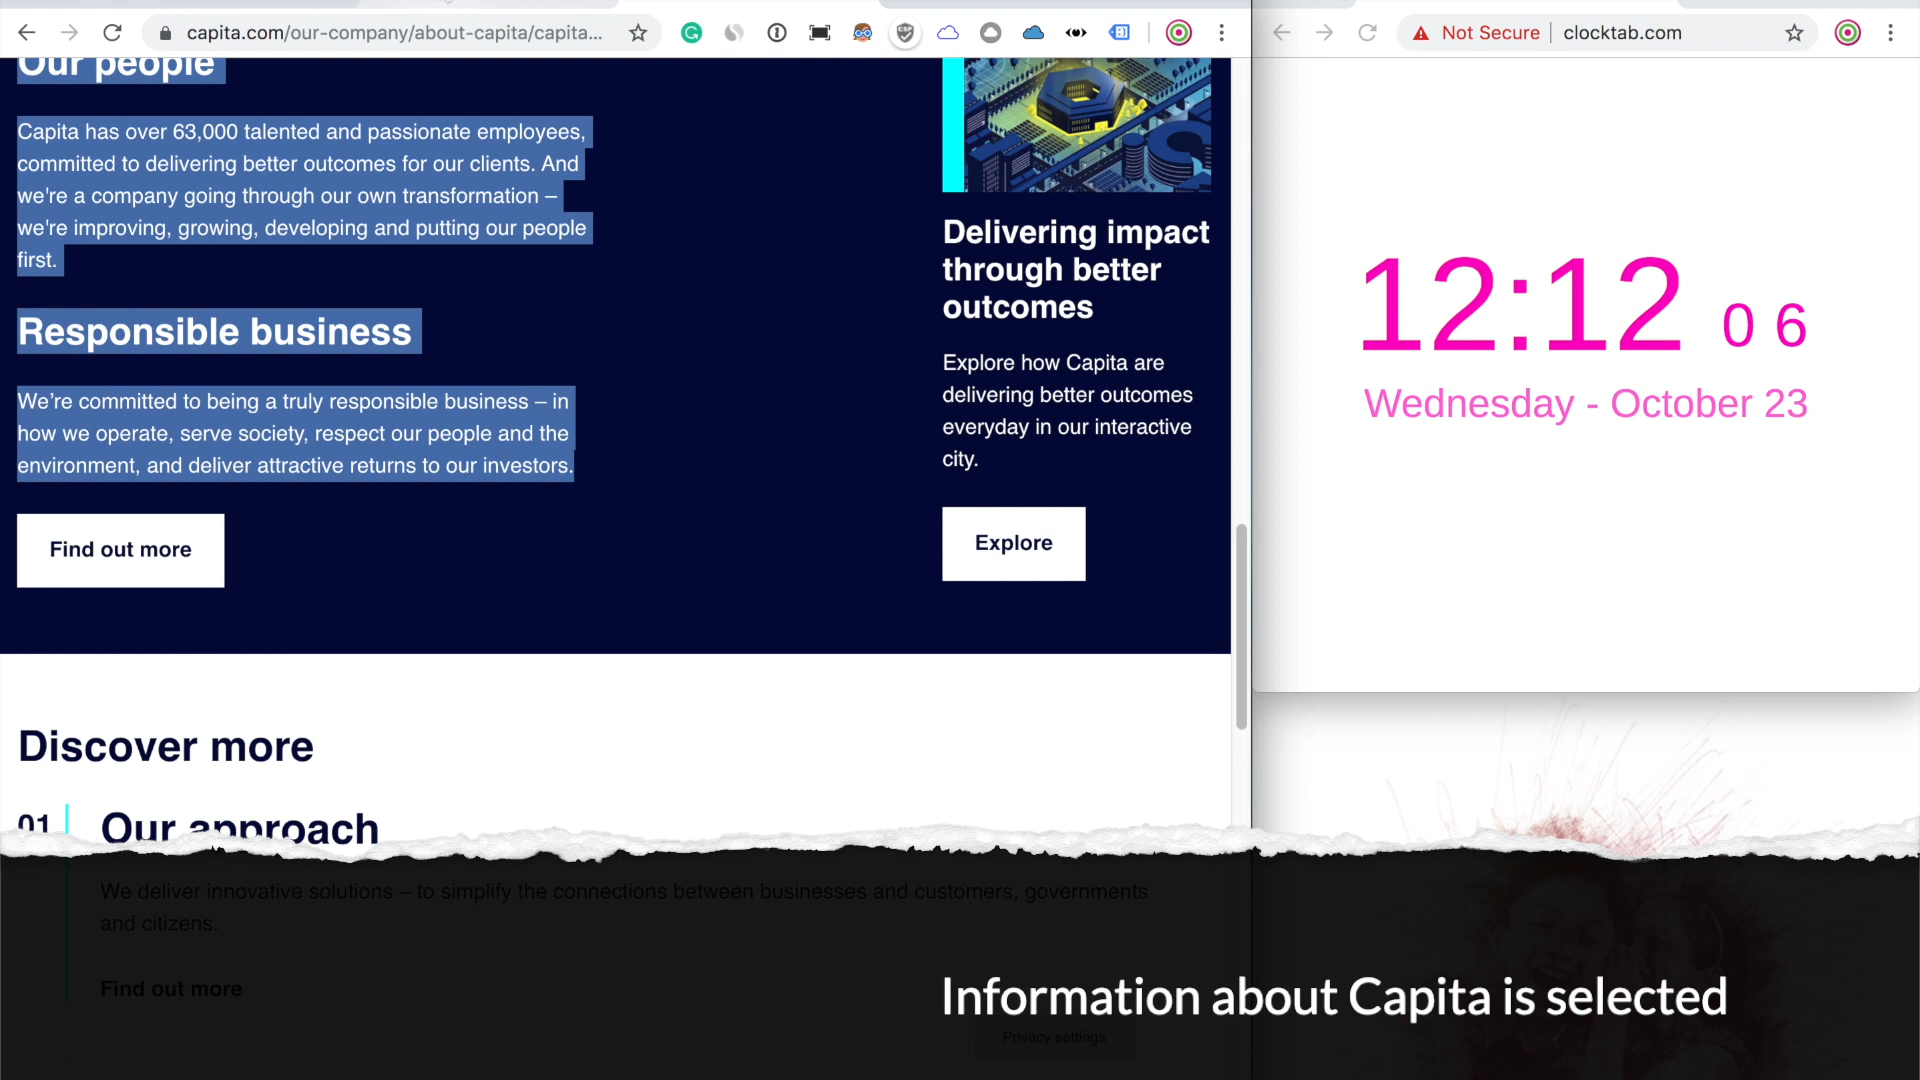 capita.com/our-company/about-capita/capita...
Not Secure
clocktab.com
Our people
Capita has over 63,000 talented and passionate employees,
committed to delivering better outcomes for our clients. And
we're a company going through our own transformation –
we're improving, growing, developing and putting our people
first.
Responsible business
We’re committed to being a truly responsible business – in
how we operate, serve society, respect our people and the
environment, and deliver attractive returns to our investors.
Find out more
Delivering impact
through better
outcomes
Explore how Capita are
delivering better outcomes
everyday in our interactive
city.
Explore
12:12 06
Wednesday - October 23
Discover more
01
Our approach
We deliver innovative solutions – to simplify the connections between businesses and customers, governments
and citizens.
Find out more
Information about Capita is selected
Privacy settings